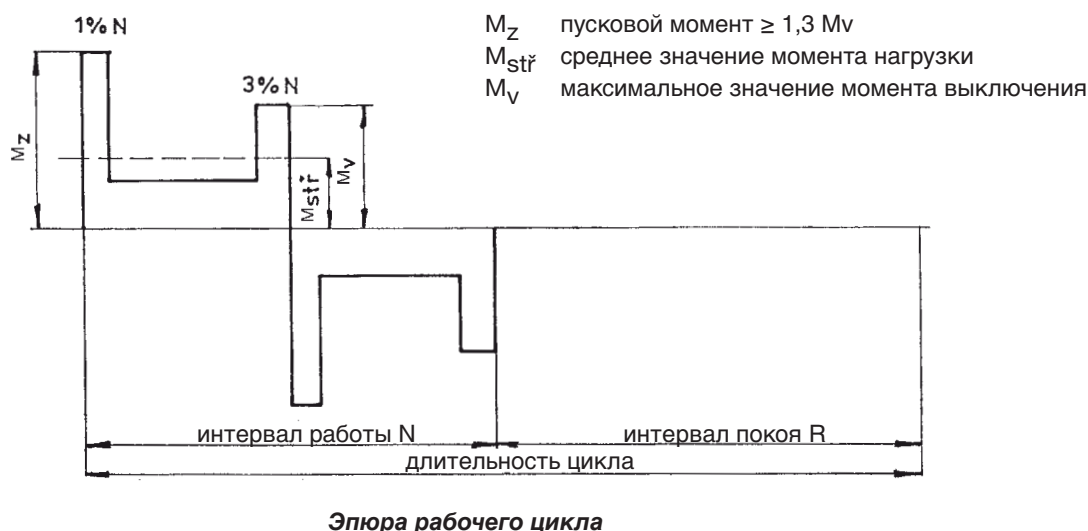 1% N
M_Z пусковой момент ≥ 1,3 Mv
M_stř среднее значение момента нагрузки
M_v максимальное значение момента выключения
3% N
M_Z
M_stř
M_v
интервал работы N
интервал покоя R
длительность цикла
Эпюра рабочего цикла